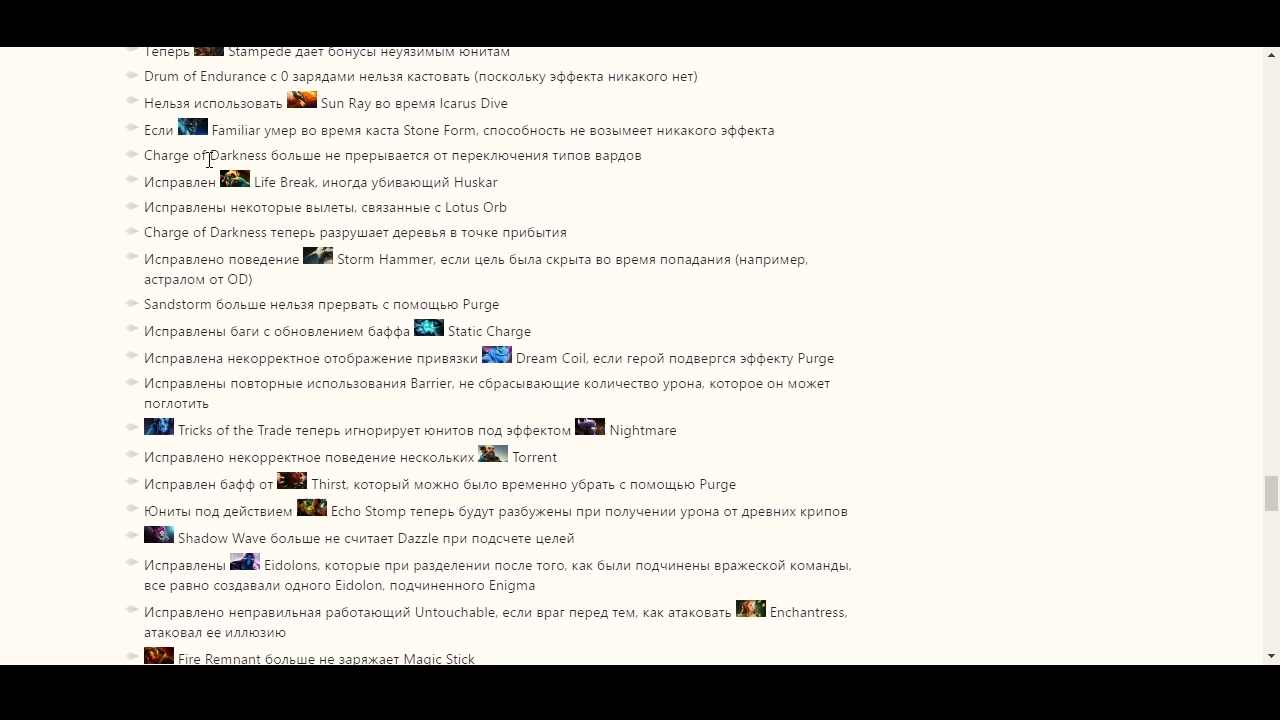 Теперь Stampede дает бонусы неуязвимым юнитам
Drum of Endurance с 0 зарядами нельзя кастовать (поскольку эффекта никакого нет)
Нельзя использовать Sun Ray во время Icarus Dive
Если Familiar умер во время каста Stone Form, способность не возымеет никакого эффекта
Charge of Darkness больше не прерывается от переключения типов вардов
Исправлен Life Break, иногда убивающий Huskar
Исправлены некоторые вылеты, связанные с Lotus Orb
Charge of Darkness теперь разрушает деревья в точке прибытия
Исправлено поведение Storm Hammer, если цель была скрыта во время попадания (например,
астралом от OD)
Sandstorm больше нельзя прервать с помощью Purge
Исправлены баги с обновлением баффа Static Charge
Исправлена некорректное отображение привязки Dream Coil, если герой подвергся эффекту Purge
Исправлены повторные использования Barrier, не сбрасывающие количество урона, которое он может
поглотить
Tricks of the Trade теперь игнорирует юнитов под эффектом Nightmare
Исправлено некорректное поведение нескольких Torrent
Исправлен бафф от Thirst, который можно было временно убрать с помощью Purge
Юниты под действием Echo Stomp теперь будут разбужены при получении урона от древних крипов
Shadow Wave больше не считает Dazzle при подсчете целей
Исправлены Eidolons, которые при разделении после того, как были подчинены вражеской команды,
все равно создавали одного Eidolon, подчиненного Enigma
Исправлено неправильная работающий Untouchable, если враг перед тем, как атаковать Enchantress,
атаковал ее иллюзию
Fire Remnant больше не заряжает Magic Stick